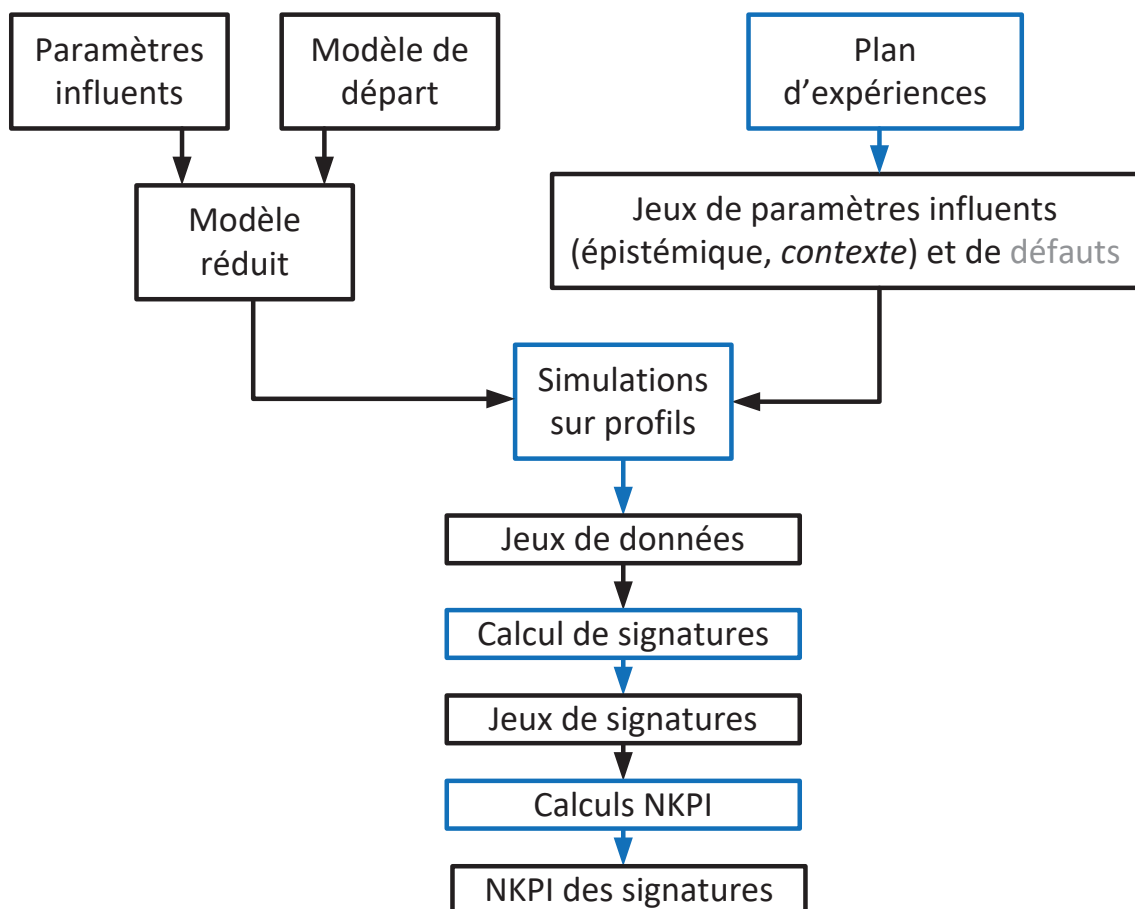 Paramètres
influents
Modèle de
départ
Plan
d’expériences
Modèle
réduit
Jeux de paramètres influents
(épistémique, contexte) et de défauts
Simulations
sur profils
Jeux de données
Calcul de signatures
Jeux de signatures
Calculs NKPI
NKPI des signatures